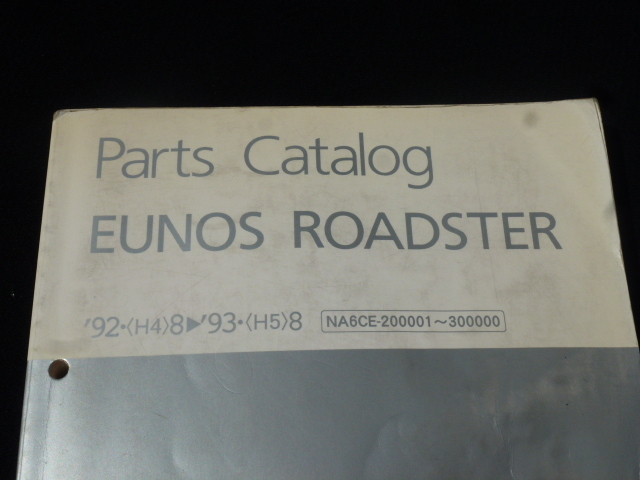 Parts Catalog
EUNOS ROADSTER
'92・〈H4〉8▶'93・〈H5〉8 NA6CE-200001～300000